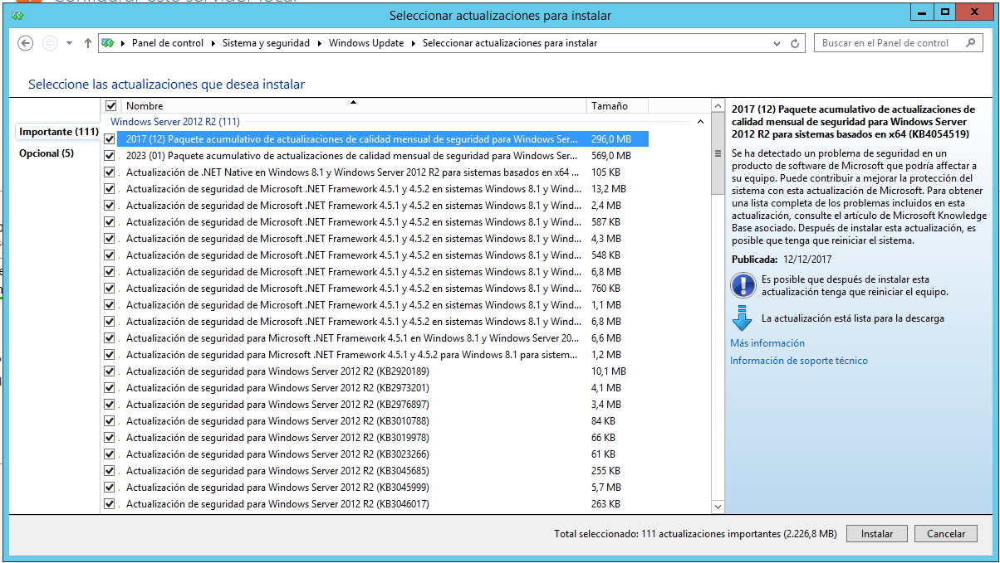 Configurar este servidor local
Seleccionar actualizaciones para instalar
Panel de control Sistema y seguridad Windows Update Seleccionar actualizaciones para instalar
Buscar en el Panel de control
Seleccione las actualizaciones que desea instalar
Importante (111)
Opcional (5)
Nombre Tamaño
Windows Server 2012 R2 (111)
2017 (12) Paquete acumulativo de actualizaciones de calidad mensual de seguridad para Windows Ser... 296,0 MB
2023 (01) Paquete acumulativo de actualizaciones de calidad mensual de seguridad para Windows Ser... 569,0 MB
Actualización de .NET Native en Windows 8.1 y Windows Server 2012 R2 para sistemas basados en x64 ... 105 KB
Actualización de seguridad de Microsoft .NET Framework 4.5.1 y 4.5.2 en sistemas Windows 8.1 y Wind... 13,2 MB
Actualización de seguridad de Microsoft .NET Framework 4.5.1 y 4.5.2 en sistemas Windows 8.1 y Wind... 2,4 MB
Actualización de seguridad de Microsoft .NET Framework 4.5.1 y 4.5.2 en sistemas Windows 8.1 y Wind... 587 KB
Actualización de seguridad de Microsoft .NET Framework 4.5.1 y 4.5.2 en sistemas Windows 8.1 y Wind... 4,3 MB
Actualización de seguridad de Microsoft .NET Framework 4.5.1 y 4.5.2 en sistemas Windows 8.1 y Wind... 548 KB
Actualización de seguridad de Microsoft .NET Framework 4.5.1 y 4.5.2 en sistemas Windows 8.1 y Wind... 6,8 MB
Actualización de seguridad de Microsoft .NET Framework 4.5.1 y 4.5.2 en sistemas Windows 8.1 y Wind... 760 KB
Actualización de seguridad de Microsoft .NET Framework 4.5.1 y 4.5.2 en sistemas Windows 8.1 y Wind... 1,1 MB
Actualización de seguridad de Microsoft .NET Framework 4.5.1 y 4.5.2 en sistemas Windows 8.1 y Wind... 6,8 MB
Actualización de seguridad para Microsoft .NET Framework 4.5.1 en Windows 8.1 y Windows Server 20... 6,6 MB
Actualización de seguridad para Microsoft .NET Framework 4.5.1 y 4.5.2 para Windows 8.1 para sistem... 1,2 MB
Actualización de seguridad para Windows Server 2012 R2 (KB2920189) 10,1 MB
Actualización de seguridad para Windows Server 2012 R2 (KB2973201) 4,1 MB
Actualización de seguridad para Windows Server 2012 R2 (KB2976897) 3,4 MB
Actualización de seguridad para Windows Server 2012 R2 (KB3010788) 84 KB
Actualización de seguridad para Windows Server 2012 R2 (KB3019978) 66 KB
Actualización de seguridad para Windows Server 2012 R2 (KB3023266) 61 KB
Actualización de seguridad para Windows Server 2012 R2 (KB3045685) 255 KB
Actualización de seguridad para Windows Server 2012 R2 (KB3045999) 5,7 MB
Actualización de seguridad para Windows Server 2012 R2 (KB3046017) 263 KB
2017 (12) Paquete acumulativo de actualizaciones de
calidad mensual de seguridad para Windows Server
2012 R2 para sistemas basados en x64 (KB4054519)
Se ha detectado un problema de seguridad en un
producto de software de Microsoft que podría afectar a
su equipo. Puede contribuir a mejorar la protección del
sistema con esta actualización de Microsoft. Para obtener
una lista completa de los problemas incluidos en esta
actualización, consulte el artículo de Microsoft Knowledge
Base asociado. Después de instalar esta actualización, es
posible que tenga que reiniciar el sistema.
Publicada: 12/12/2017
Es posible que después de instalar esta
actualización tenga que reiniciar el equipo.
La actualización está lista para la descarga
Más información
Información de soporte técnico
Total seleccionado: 111 actualizaciones importantes (2.226,8 MB)
Instalar
Cancelar